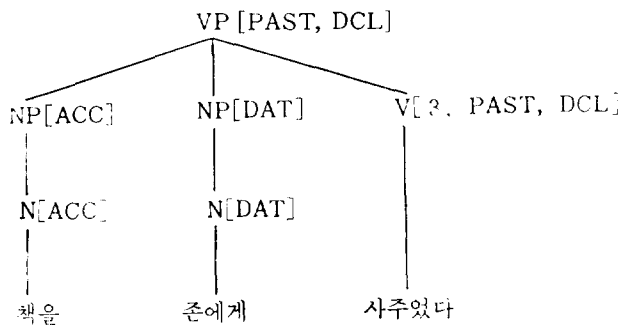 VP [PAST, DCL]
NP[ACC] NP[DAT] V[3, PAST, DCL]
N[ACC] N[DAT]
책을 존에게 사주었다